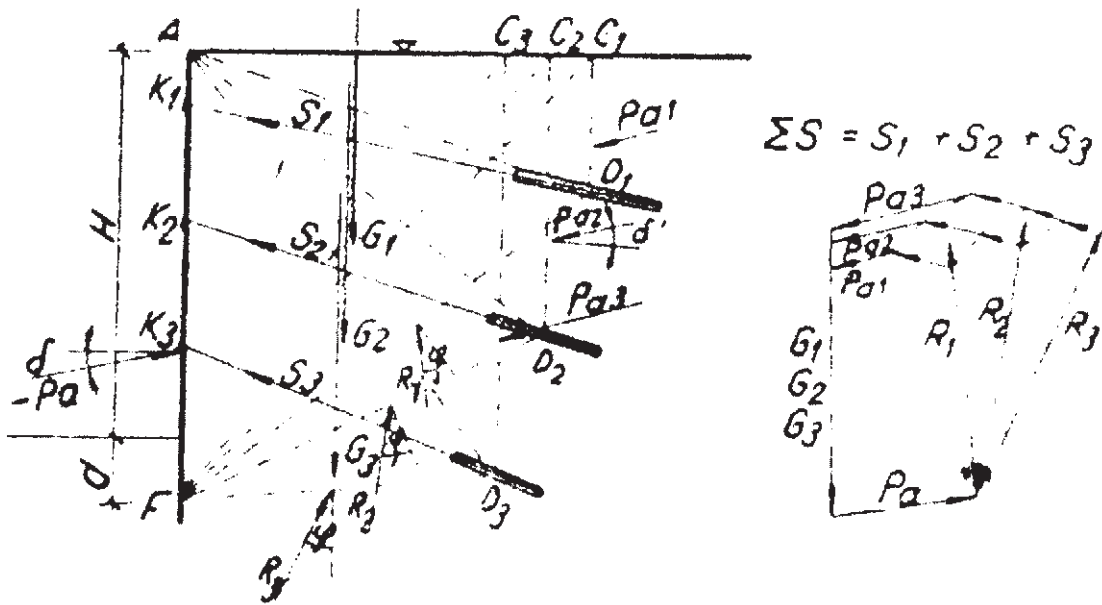 A
C3 C2 C1
K1
S1
Pa1
ΣS = S1 + S2 + S3
D1
Pa3
H
K2
S2
G1
Pa2
δ'
Pa2
Pa1
Pa3
K3
G2
D2
R1
R2
R3
δ
-Pa
S3
R1
φ
G1
G2
G3
G3
φ
d
F
R2
D3
Pa
φ
R3